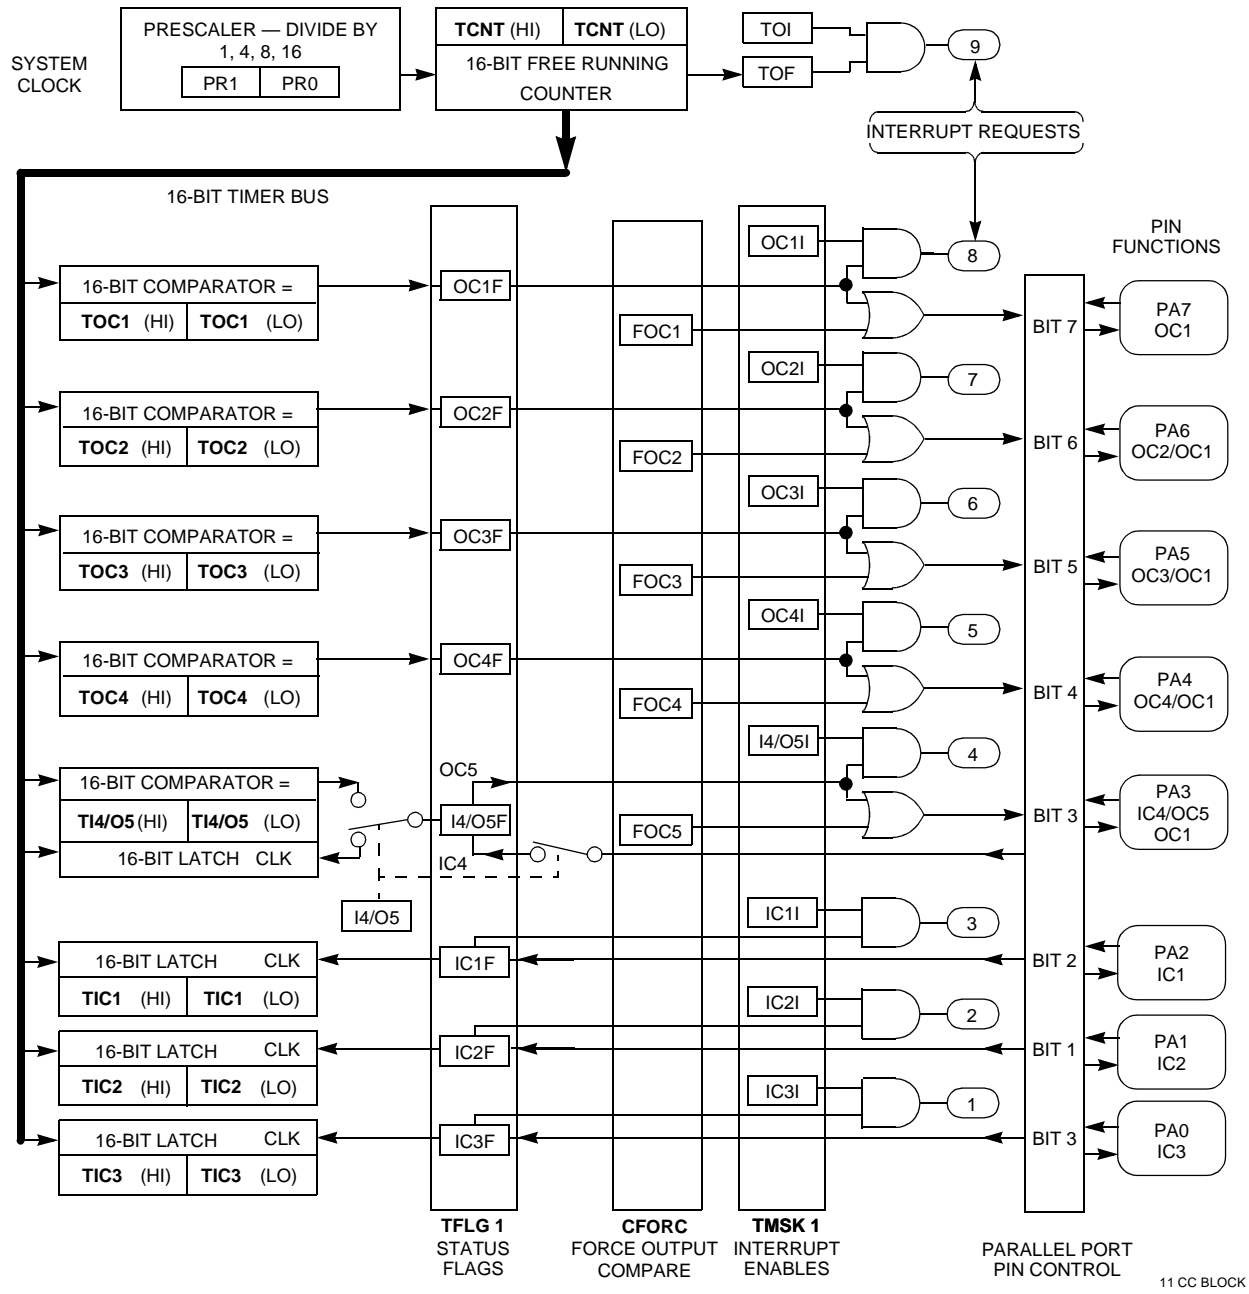 SYSTEM
CLOCK
PRESCALER — DIVIDE BY
1, 4, 8, 16
PR1 PR0
TCNT (HI) TCNT (LO)
16-BIT FREE RUNNING
COUNTER
TOI
TOF
9
INTERRUPT REQUESTS
16-BIT TIMER BUS
PIN
FUNCTIONS
OC1I
8
16-BIT COMPARATOR =
TOC1 (HI) TOC1 (LO)
OC1F
FOC1
BIT 7
PA7
OC1
OC2I
7
16-BIT COMPARATOR =
TOC2 (HI) TOC2 (LO)
OC2F
FOC2
BIT 6
PA6
OC2/OC1
OC3I
6
16-BIT COMPARATOR =
TOC3 (HI) TOC3 (LO)
OC3F
FOC3
BIT 5
PA5
OC3/OC1
OC4I
5
16-BIT COMPARATOR =
TOC4 (HI) TOC4 (LO)
OC4F
FOC4
BIT 4
PA4
OC4/OC1
I4/O5I
4
16-BIT COMPARATOR =
TI4/O5 (HI) TI4/O5 (LO)
16-BIT LATCH CLK
OC5
I4/O5F
IC4
I4/O5
FOC5
BIT 3
PA3
IC4/OC5
OC1
IC1I
3
16-BIT LATCH CLK
TIC1 (HI) TIC1 (LO)
IC1F
BIT 2
PA2
IC1
IC2I
2
16-BIT LATCH CLK
TIC2 (HI) TIC2 (LO)
IC2F
BIT 1
PA1
IC2
IC3I
1
16-BIT LATCH CLK
TIC3 (HI) TIC3 (LO)
IC3F
BIT 3
PA0
IC3
TFLG 1
STATUS
FLAGS
CFORC
FORCE OUTPUT
COMPARE
TMSK 1
INTERRUPT
ENABLES
PARALLEL PORT
PIN CONTROL
11 CC BLOCK